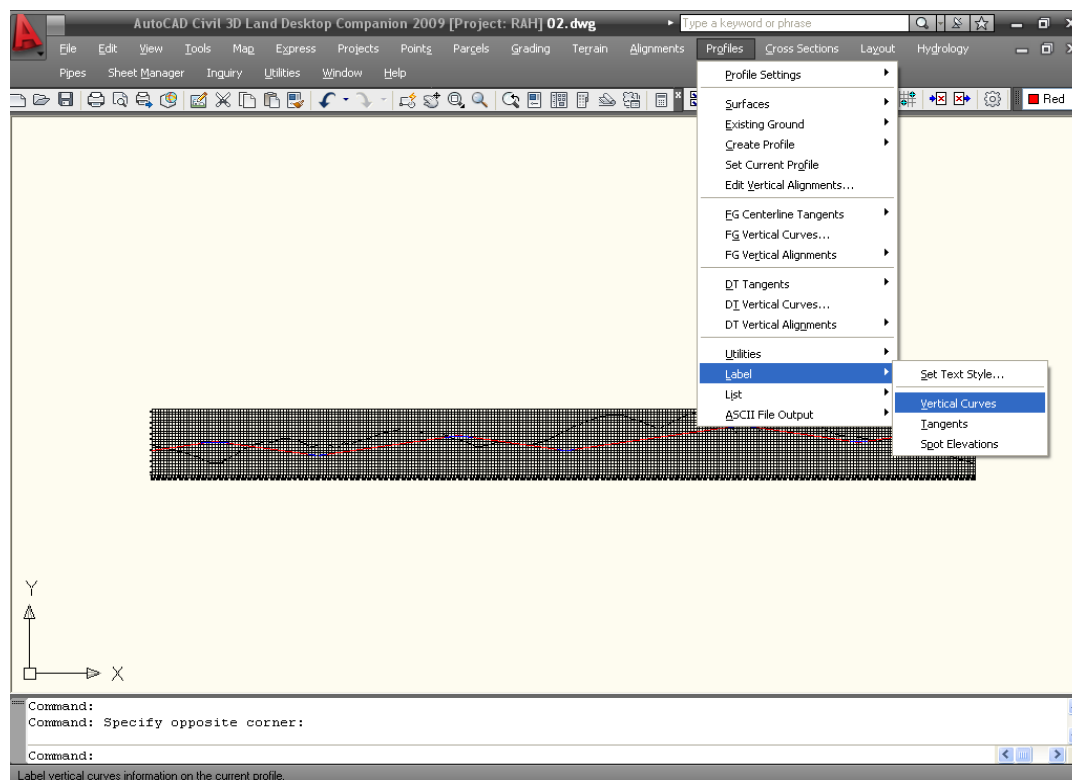 AutoCAD Civil 3D Land Desktop Companion 2009 [Project: RAH] 02.dwg
Type a keyword or phrase
File Edit View Tools Map Express Projects Points Parcels Grading Terrain Alignments Profiles Cross Sections Layout Hydrology
Pipes Sheet Manager Inquiry Utilities Window Help
Red
Profile Settings
Surfaces
Existing Ground
Create Profile
Set Current Profile
Edit Vertical Alignments...
FG Centerline Tangents
FG Vertical Curves...
FG Vertical Alignments
DT Tangents
DT Vertical Curves...
DT Vertical Alignments
Utilities
Label
List
ASCII File Output
Set Text Style...
Vertical Curves
Tangents
Spot Elevations
Y
X
Command:
Command: Specify opposite corner:
Command:
Label vertical curves information on the current profile.